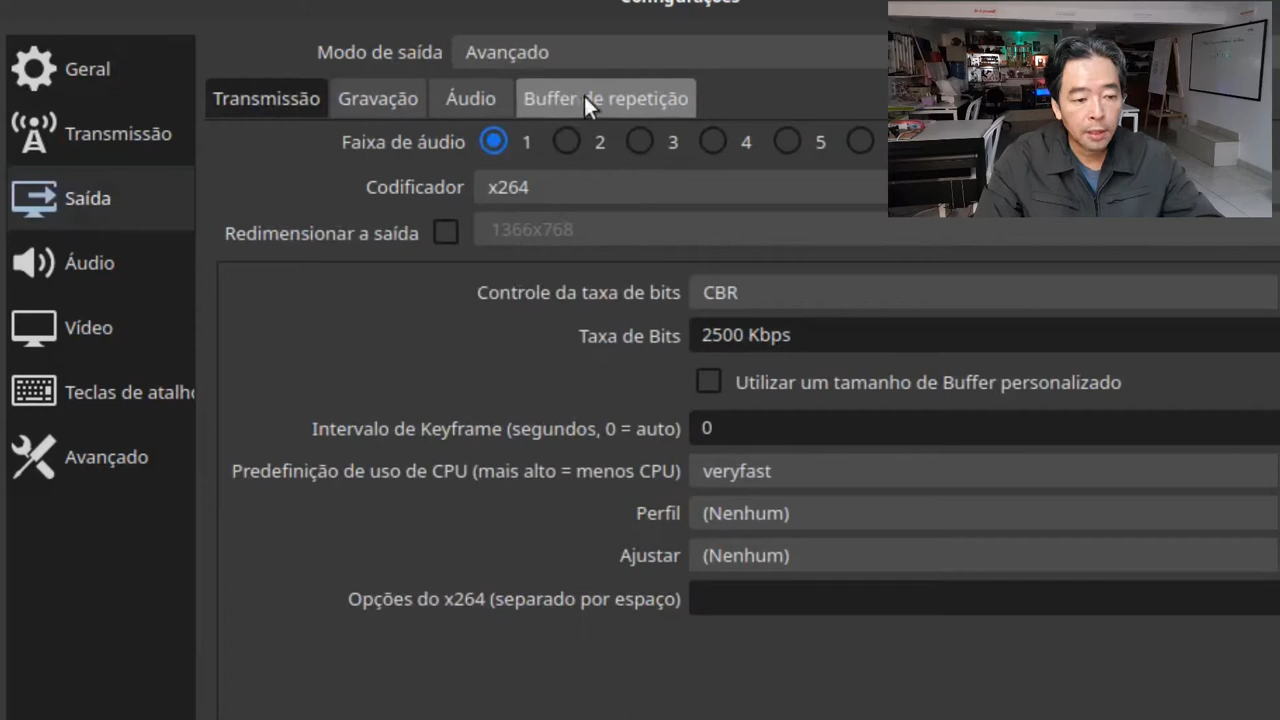 Configurações
Geral
Transmissão
Saída
Áudio
Vídeo
Teclas de atalho
Avançado
Modo de saída Avançado
Transmissão Gravação Áudio Buffer de repetição
Faixa de áudio 1 2 3 4 5
Codificador x264
Redimensionar a saída 1366x768
Controle da taxa de bits CBR
Taxa de Bits 2500 Kbps
Utilizar um tamanho de Buffer personalizado
Intervalo de Keyframe (segundos, 0 = auto) 0
Predefinição de uso de CPU (mais alto = menos CPU) veryfast
Perfil (Nenhum)
Ajustar (Nenhum)
Opções do x264 (separado por espaço)